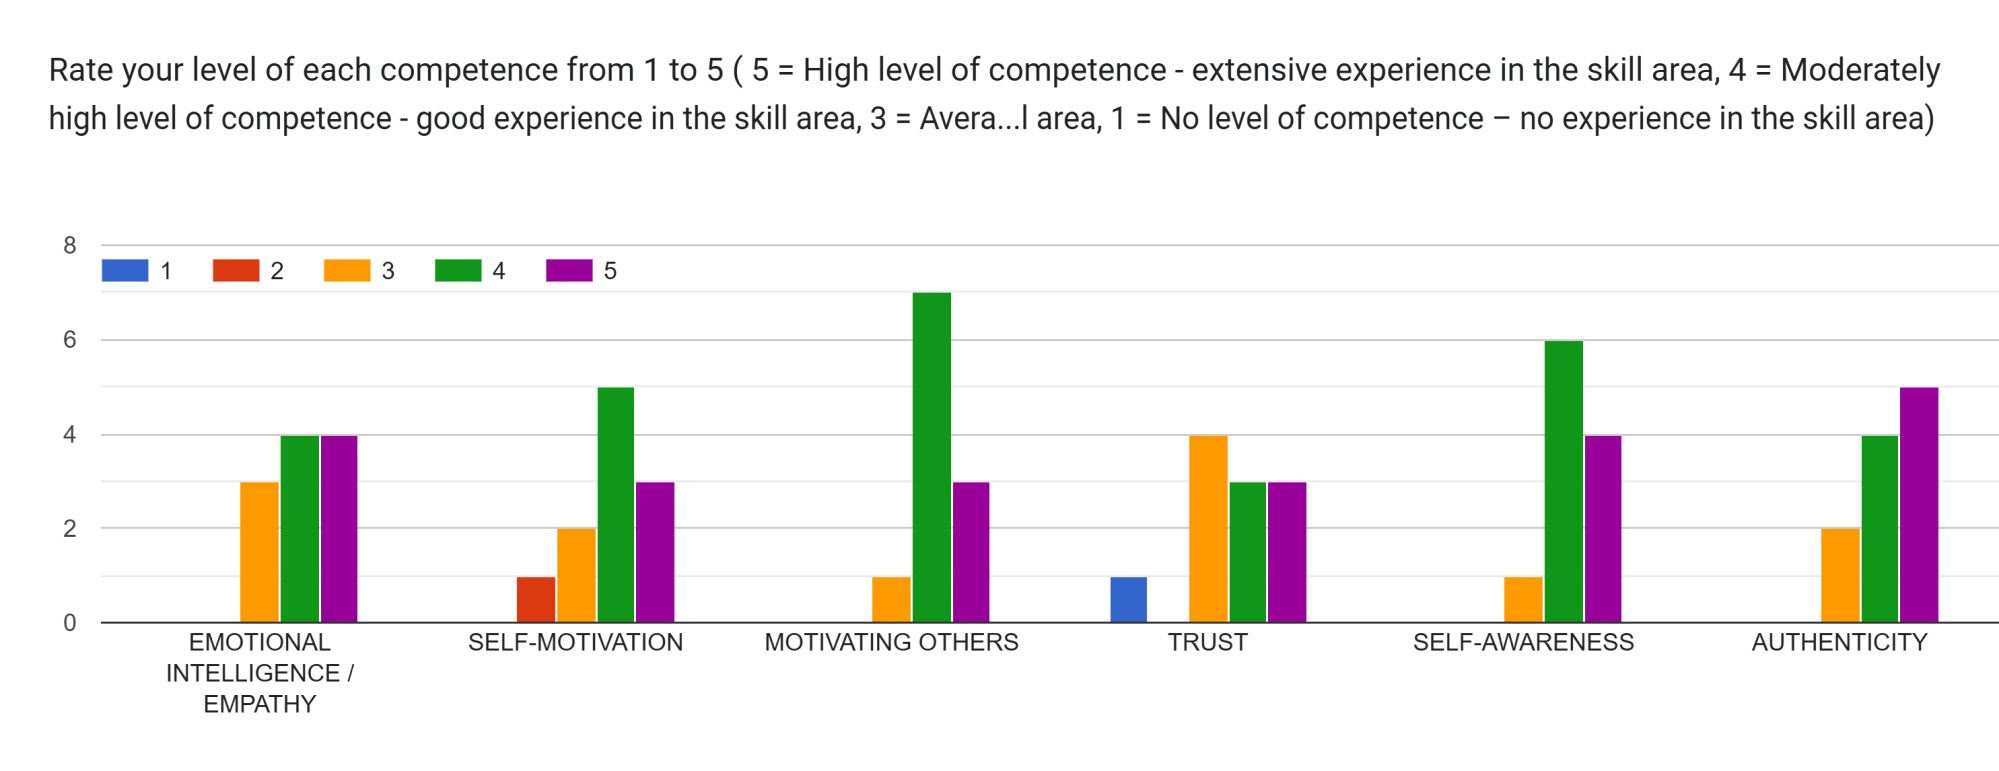 Rate your level of each competence from 1 to 5 ( 5 = High level of competence - extensive experience in the skill area, 4 = Moderately
high level of competence - good experience in the skill area, 3 = Avera...l area, 1 = No level of competence – no experience in the skill area)
8
1 2 3 4 5
6
4
2
0
EMOTIONAL
INTELLIGENCE /
EMPATHY
SELF-MOTIVATION
MOTIVATING OTHERS
TRUST
SELF-AWARENESS
AUTHENTICITY